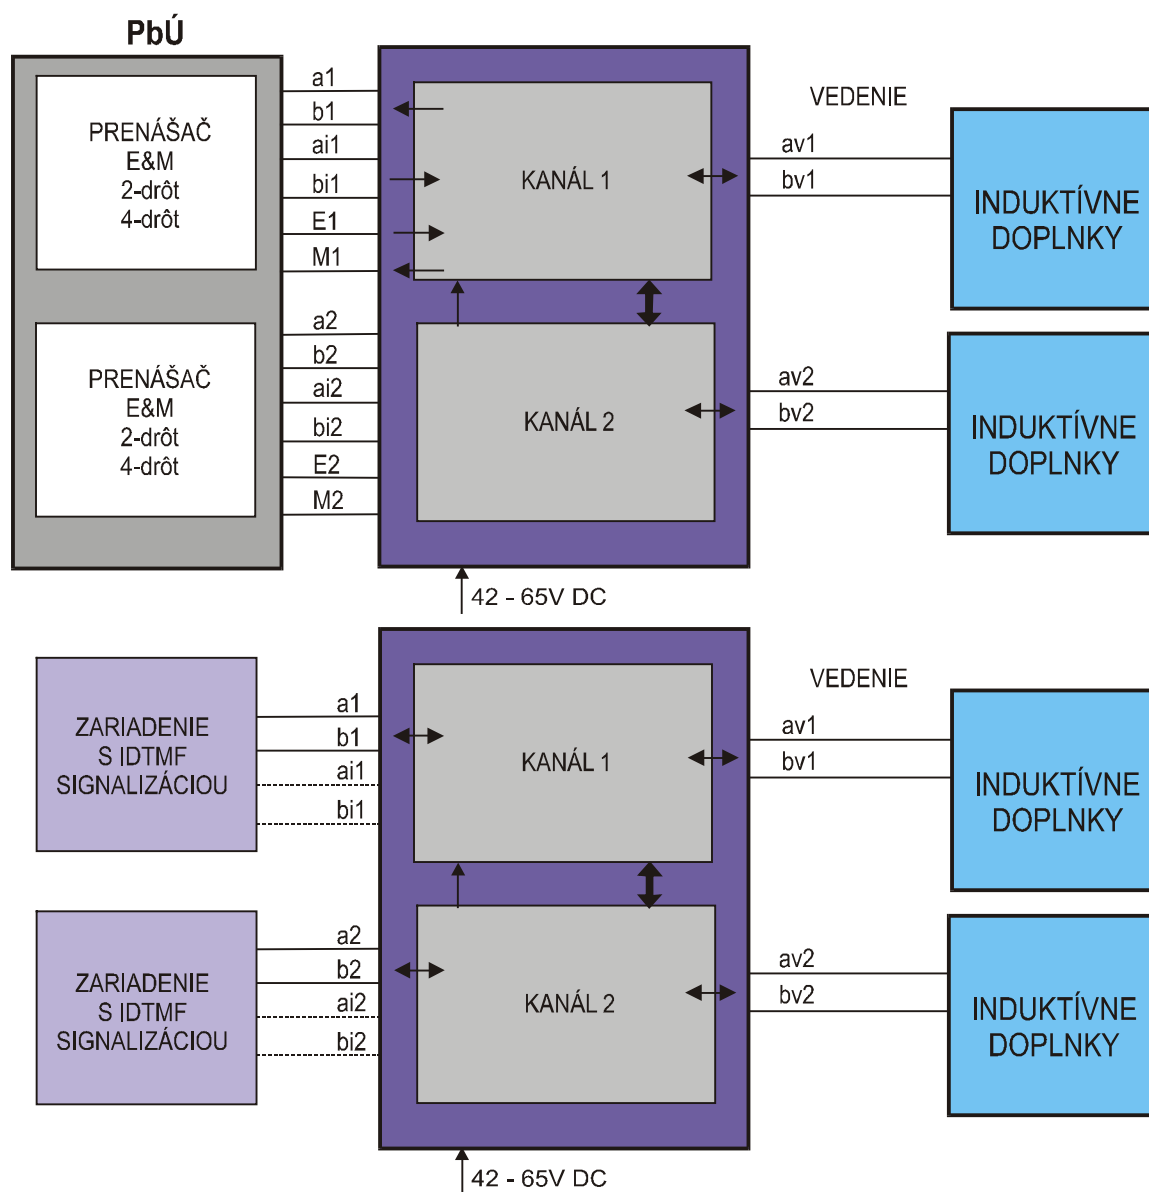 PbÚ
PRENÁŠAČ
E&M
2-drôt
4-drôt
a1
b1
ai1
bi1
E1
M1
KANÁL 1
VEDENIE
av1
bv1
INDUKTÍVNE
DOPLNKY
PRENÁŠAČ
E&M
2-drôt
4-drôt
a2
b2
ai2
bi2
E2
M2
KANÁL 2
av2
bv2
INDUKTÍVNE
DOPLNKY
42 - 65V DC
ZARIADENIE
S IDTMF
SIGNALIZÁCIOU
a1
b1
ai1
bi1
KANÁL 1
VEDENIE
av1
bv1
INDUKTÍVNE
DOPLNKY
ZARIADENIE
S IDTMF
SIGNALIZÁCIOU
a2
b2
ai2
bi2
KANÁL 2
av2
bv2
INDUKTÍVNE
DOPLNKY
42 - 65V DC